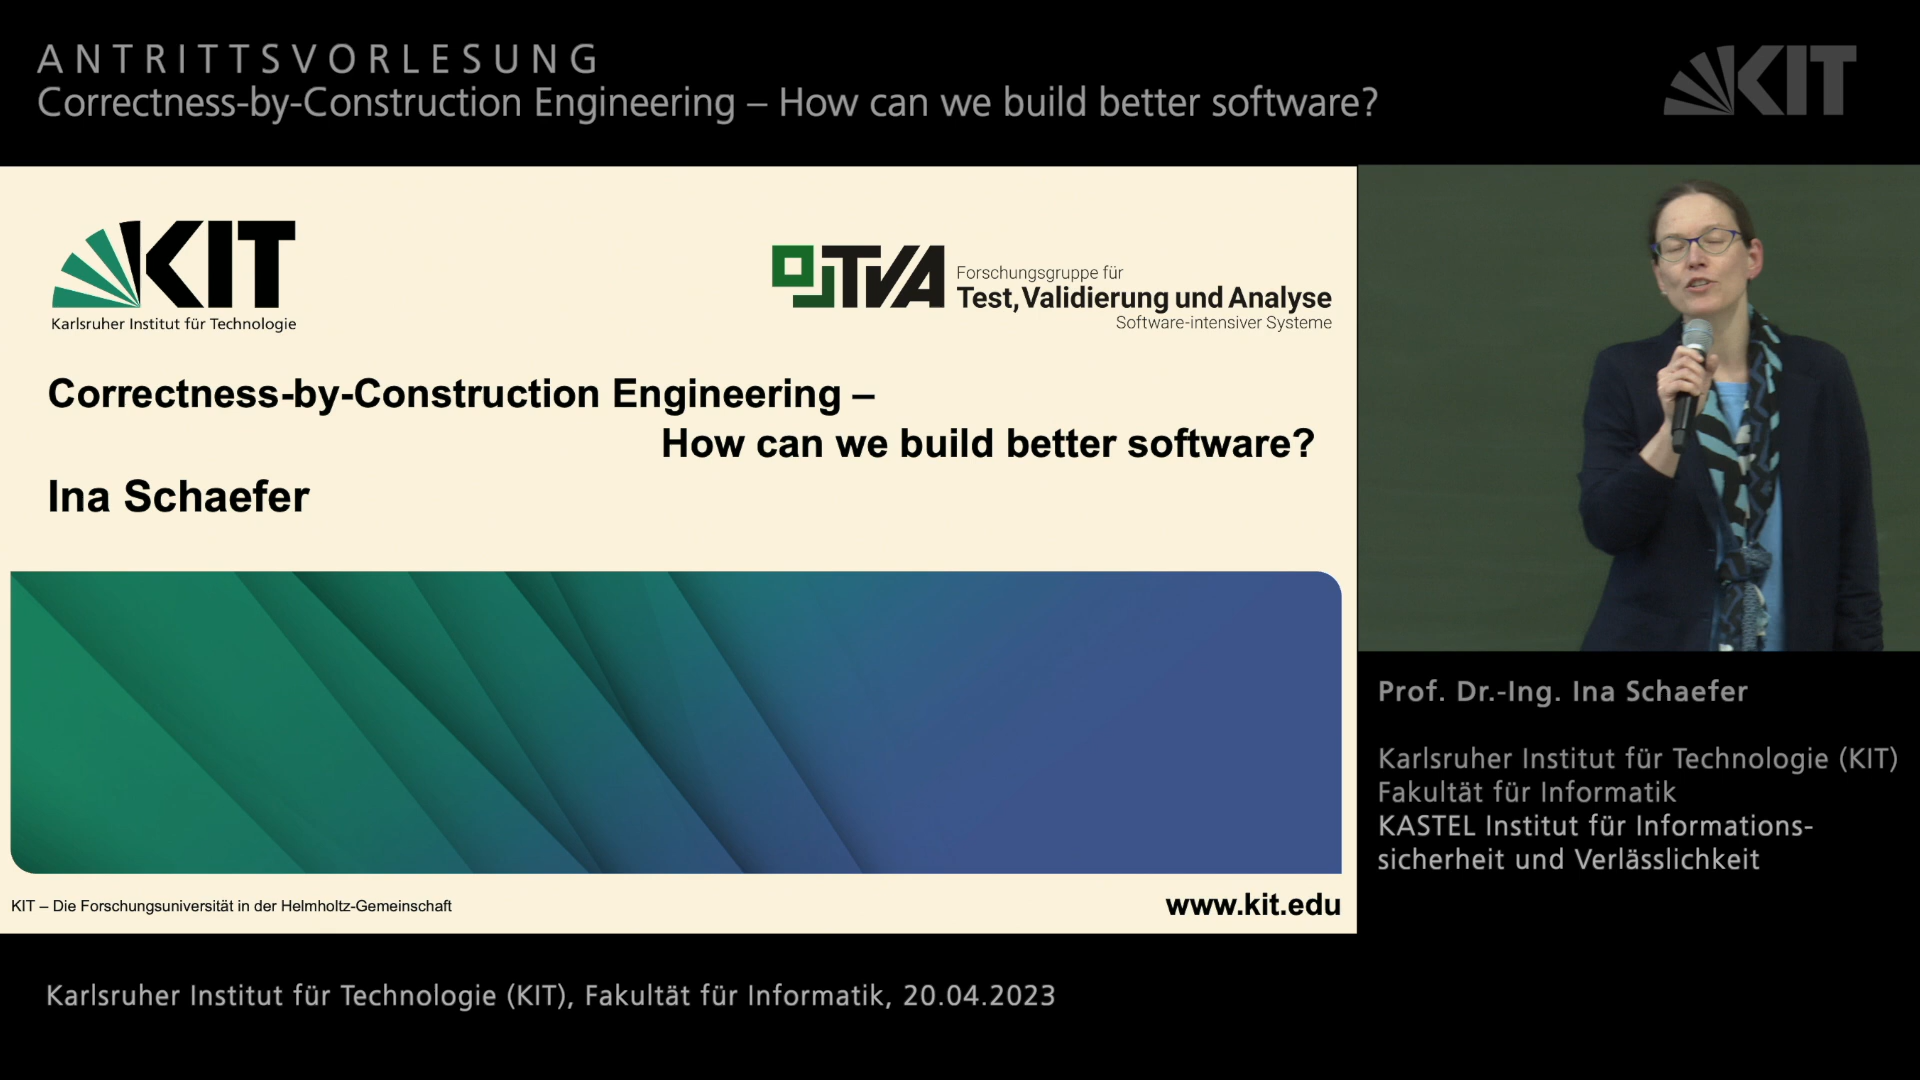 ANTRITTSVORLESUNG
Correctness-by-Construction Engineering – How can we build better software?
KIT
KIT
Karlsruher Institut für Technologie
TVA
Forschungsgruppe für
Test, Validierung und Analyse
Software-intensiver Systeme
Correctness-by-Construction Engineering –
How can we build better software?
Ina Schaefer
KIT – Die Forschungsuniversität in der Helmholtz-Gemeinschaft
www.kit.edu
Prof. Dr.-Ing. Ina Schaefer
Karlsruher Institut für Technologie (KIT)
Fakultät für Informatik
KASTEL Institut für Informations-
sicherheit und Verlässlichkeit
Karlsruher Institut für Technologie (KIT), Fakultät für Informatik, 20.04.2023